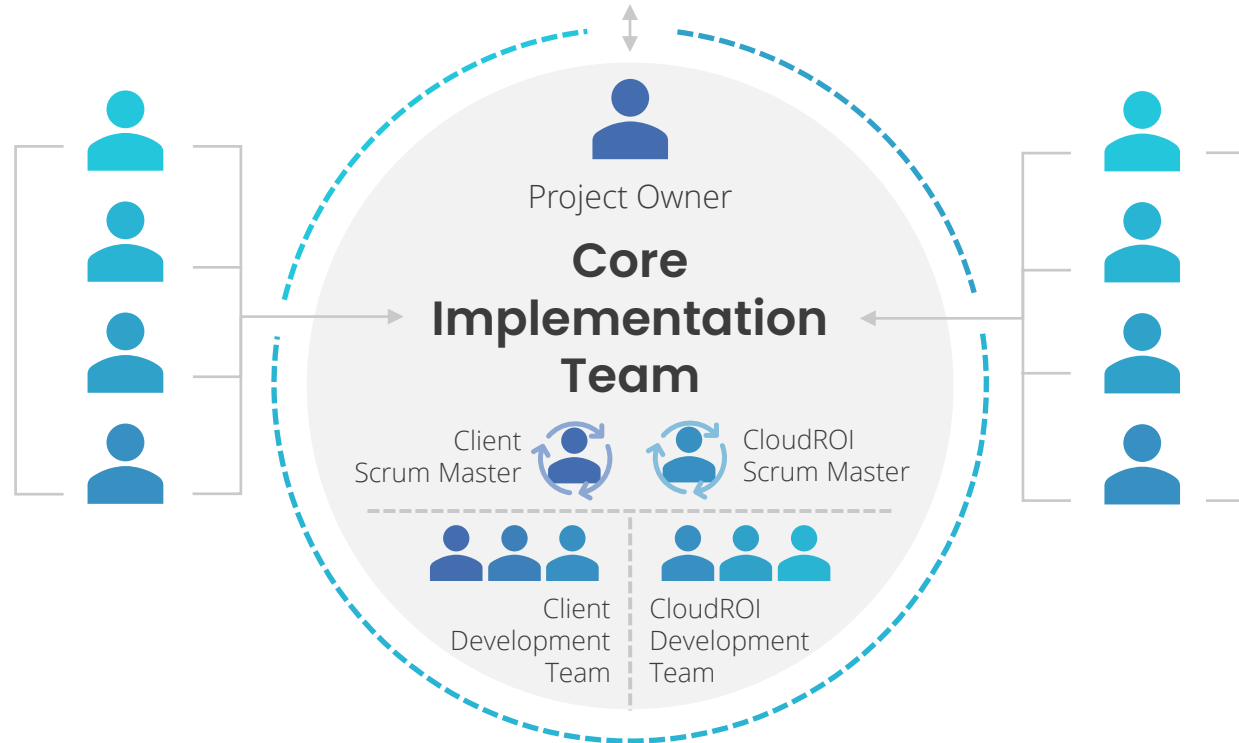 Project Owner
Core
Implementation
Team
Client
Scrum Master
CloudROI
Scrum Master
Client
Development
Team
CloudROI
Development
Team